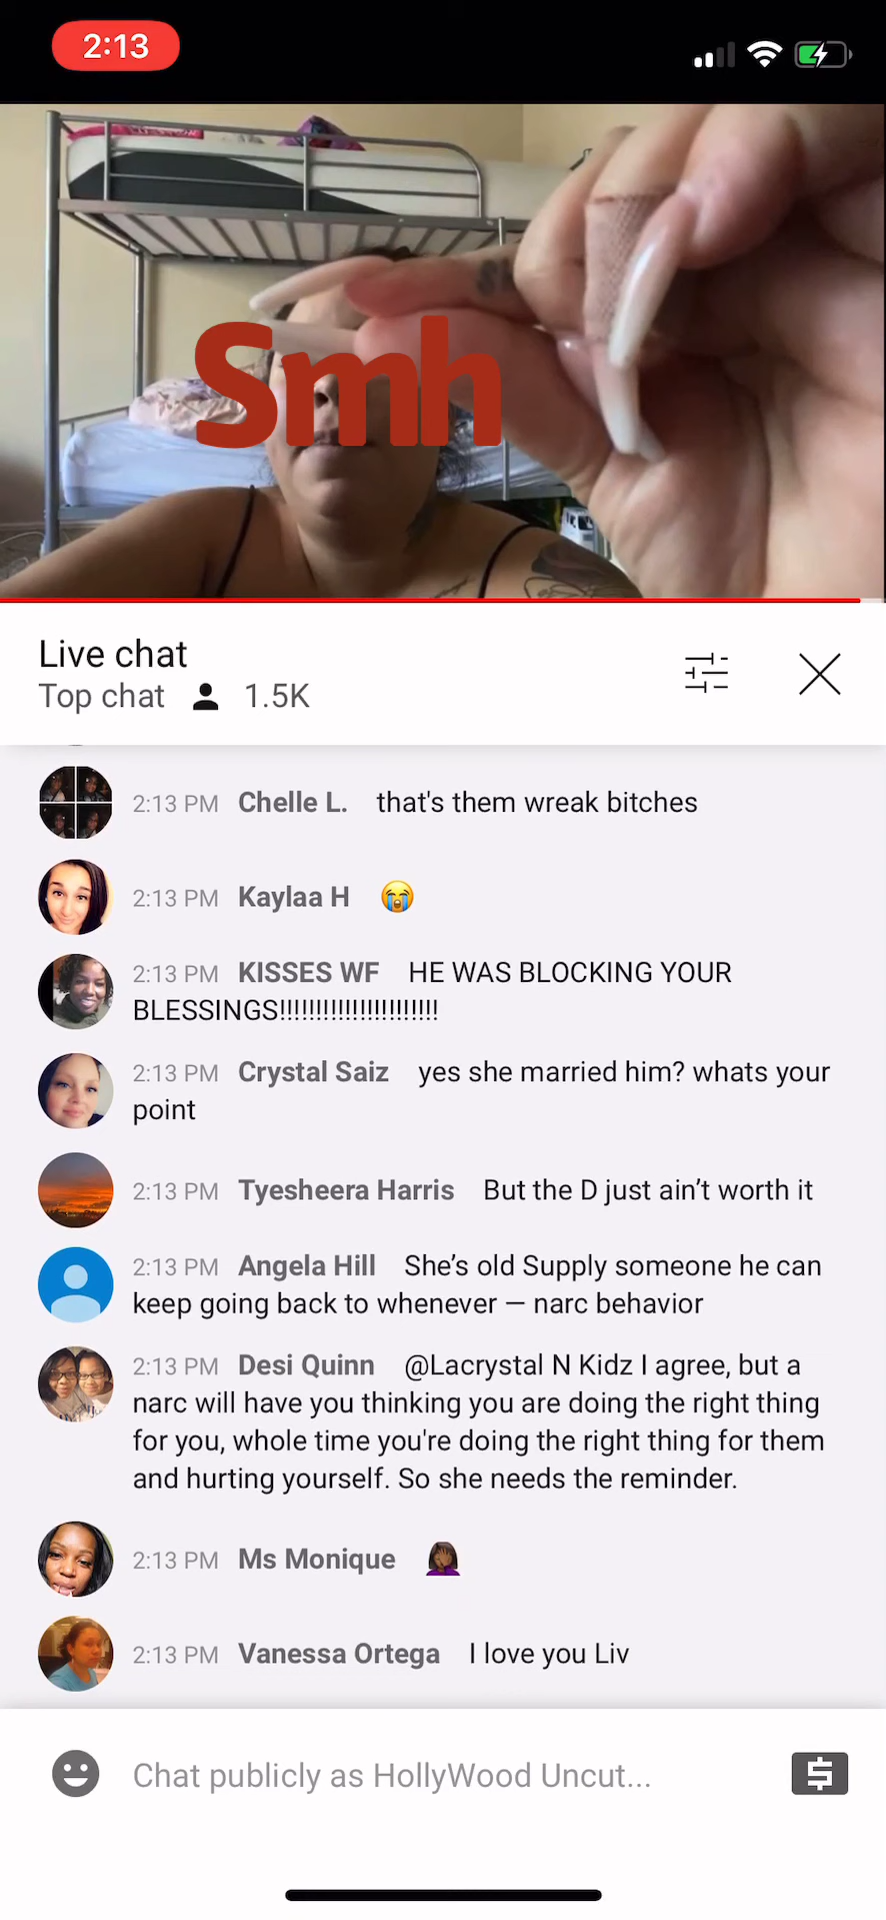 2:13
Smh
Live chat
Top chat 1.5K
2:13 PM Chelle L. that's them wreak bitches
2:13 PM Kaylaa H 😭
2:13 PM KISSES WF HE WAS BLOCKING YOUR
BLESSINGS!!!!!!!!!!!!!!!!!!!!!!
2:13 PM Crystal Saiz yes she married him? whats your
point
2:13 PM Tyesheera Harris But the D just ain’t worth it
2:13 PM Angela Hill She’s old Supply someone he can
keep going back to whenever — narc behavior
2:13 PM Desi Quinn @Lacrystal N Kidz I agree, but a
narc will have you thinking you are doing the right thing
for you, whole time you're doing the right thing for them
and hurting yourself. So she needs the reminder.
2:13 PM Ms Monique 🤦🏾‍♀️
2:13 PM Vanessa Ortega I love you Liv
Chat publicly as HollyWood Uncut...
$